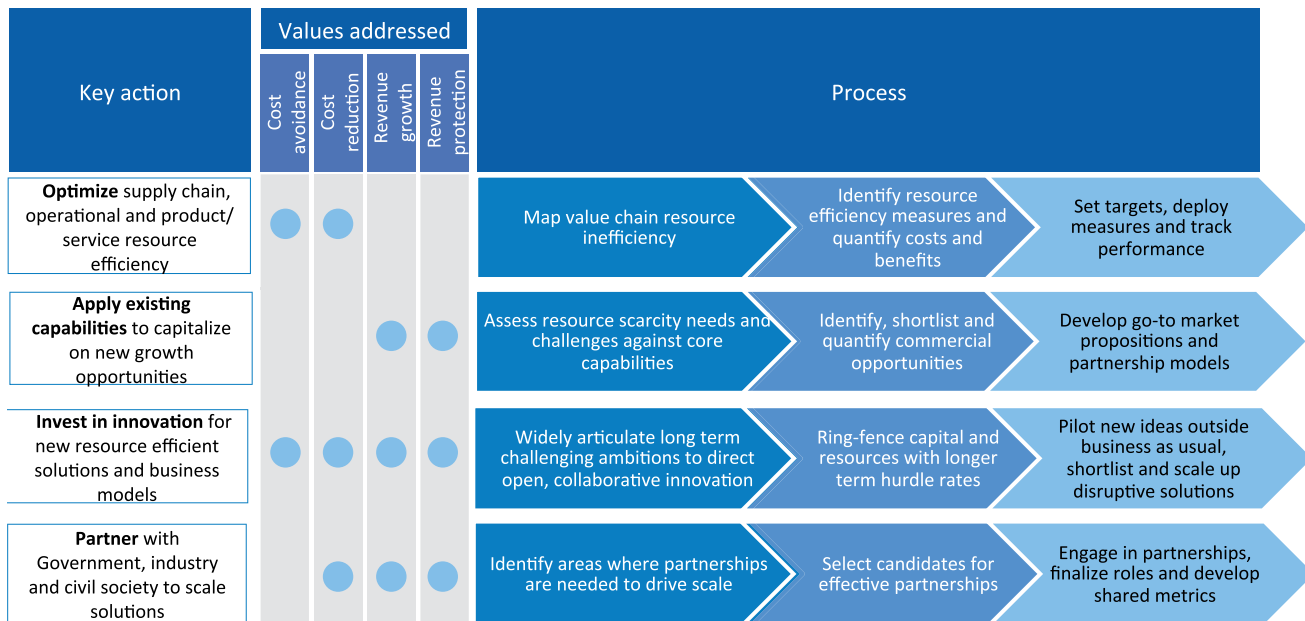 Key action
Values addressed
Cost
avoidance
Cost
reduction
Revenue
growth
Revenue
protection
Process
Optimize supply chain,
operational and product/
service resource
efficiency
Map value chain resource
inefficiency
Identify resource
efficiency measures and
quantify costs and
benefits
Set targets, deploy
measures and track
performance
Apply existing
capabilities to capitalize
on new growth
opportunities
Assess resource scarcity needs and
challenges against core
capabilities
Identify, shortlist and
quantify commercial
opportunities
Develop go-to market
propositions and
partnership models
Invest in innovation for
new resource efficient
solutions and business
models
Widely articulate long term
challenging ambitions to direct
open, collaborative innovation
Ring-fence capital and
resources with longer
term hurdle rates
Pilot new ideas outside
business as usual,
shortlist and scale up
disruptive solutions
Partner with
Government, industry
and civil society to scale
solutions
Identify areas where partnerships
are needed to drive scale
Select candidates for
effective partnerships
Engage in partnerships,
finalize roles and develop
shared metrics